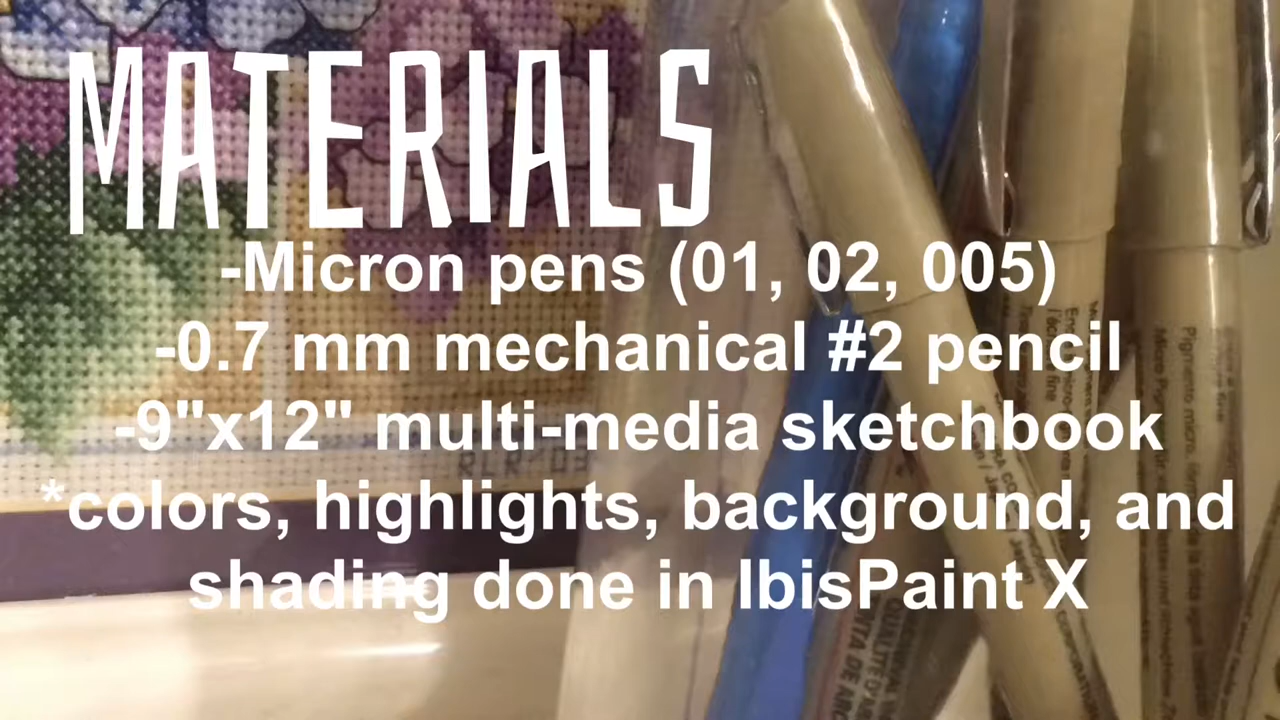 MATERIALS
-Micron pens (01, 02, 005)
-0.7 mm mechanical #2 pencil
-9"x12" multi-media sketchbook
*colors, highlights, background, and
shading done in IbisPaint X